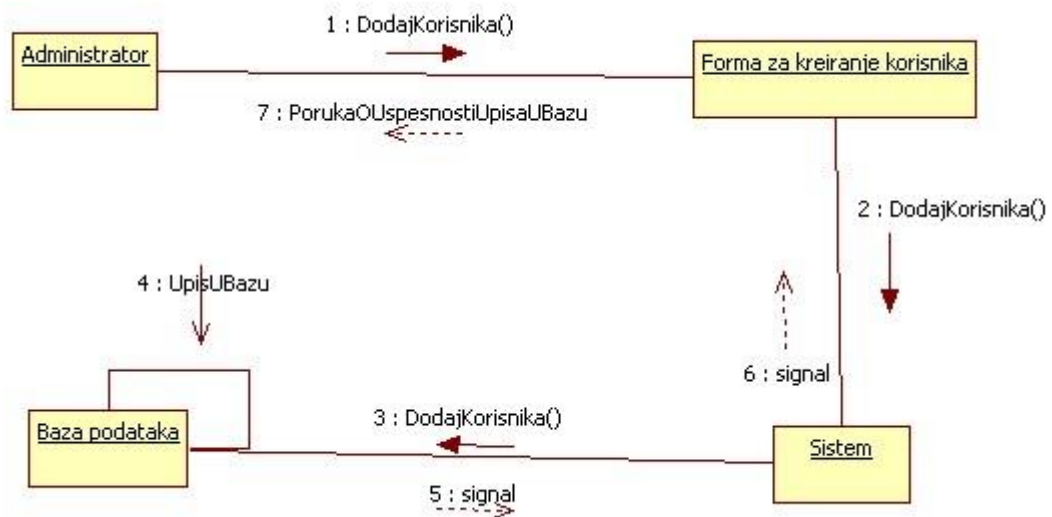 1 : DodajKorisnika()
Administrator
Forma za kreiranje korisnika
7 : PorukaOUspesnostiUpisaUBazu
2 : DodajKorisnika()
4 : UpisUBazu
6 : signal
3 : DodajKorisnika()
Baza podataka
Sistem
5 : signal